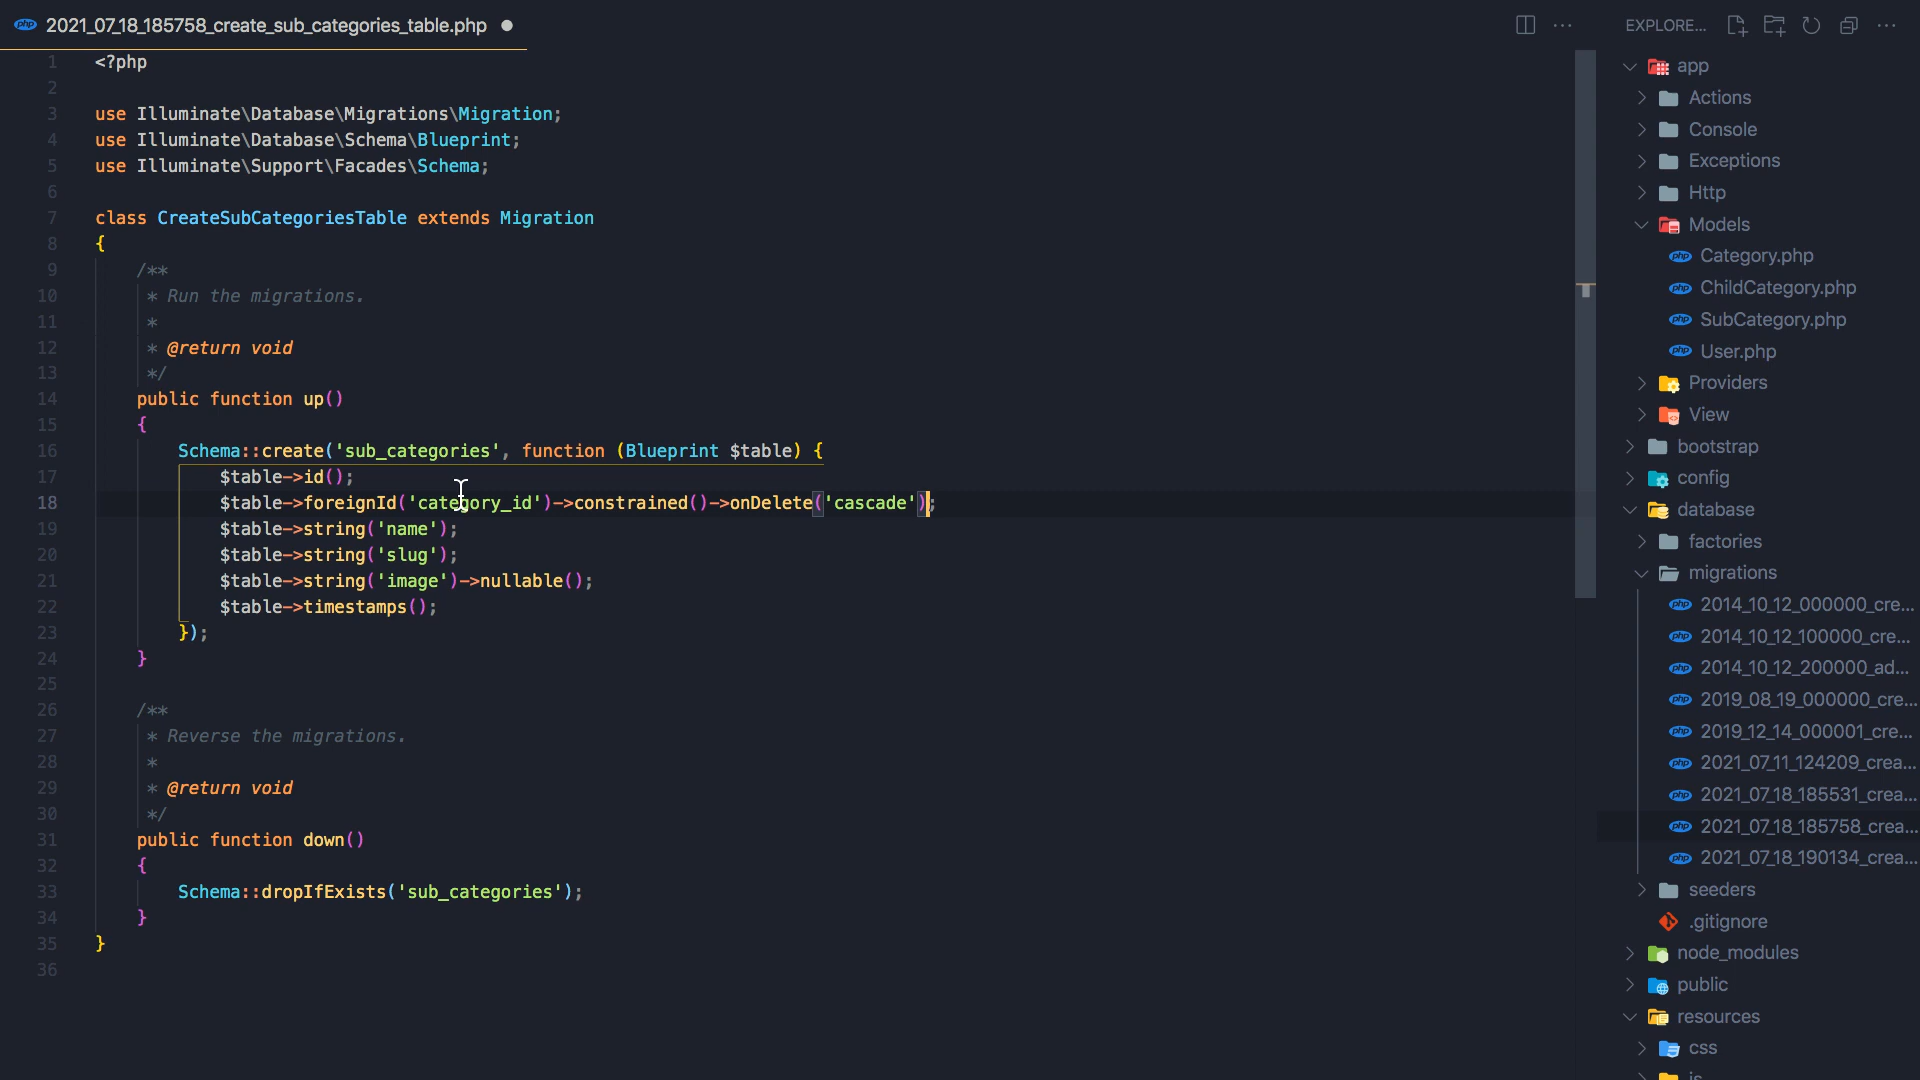 2021_07_18_185758_create_sub_categories_table.php
1 <?php
2
3 use Illuminate\Database\Migrations\Migration;
4 use Illuminate\Database\Schema\Blueprint;
5 use Illuminate\Support\Facades\Schema;
6
7 class CreateSubCategoriesTable extends Migration
8 {
9 /**
10 * Run the migrations.
11 *
12 * @return void
13 */
14 public function up()
15 {
16 Schema::create('sub_categories', function (Blueprint $table) {
17 $table->id();
18 $table->foreignId('category_id')->constrained()->onDelete('cascade');
19 $table->string('name');
20 $table->string('slug');
21 $table->string('image')->nullable();
22 $table->timestamps();
23 });
24 }
25
26 /**
27 * Reverse the migrations.
28 *
29 * @return void
30 */
31 public function down()
32 {
33 Schema::dropIfExists('sub_categories');
34 }
35 }
36
EXPLORE...
app
Actions
Console
Exceptions
Http
Models
Category.php
ChildCategory.php
SubCategory.php
User.php
Providers
View
bootstrap
config
database
factories
migrations
2014_10_12_000000_cre...
2014_10_12_100000_cre...
2014_10_12_200000_ad...
2019_08_19_000000_cre...
2019_12_14_000001_cre...
2021_07_11_124209_crea...
2021_07_18_185531_crea...
2021_07_18_185758_crea...
2021_07_18_190134_crea...
seeders
.gitignore
node_modules
public
resources
css